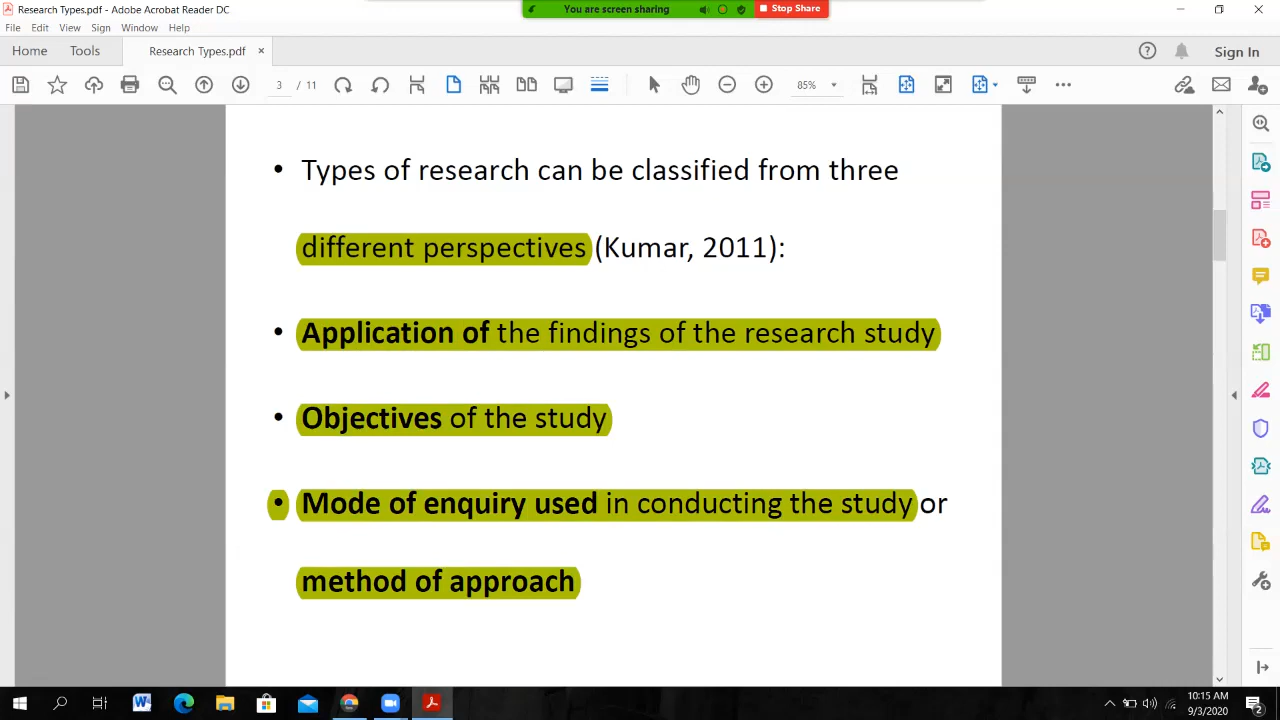 Research Types.pdf - Adobe Acrobat Reader DC
You are screen sharing
Stop Share
File Edit View Sign Window Help
Home Tools Research Types.pdf × Sign In
3 / 11 85%
• Types of research can be classified from three
different perspectives (Kumar, 2011):
• Application of the findings of the research study
• Objectives of the study
• Mode of enquiry used in conducting the study or
method of approach
10:15 AM
9/3/2020
2